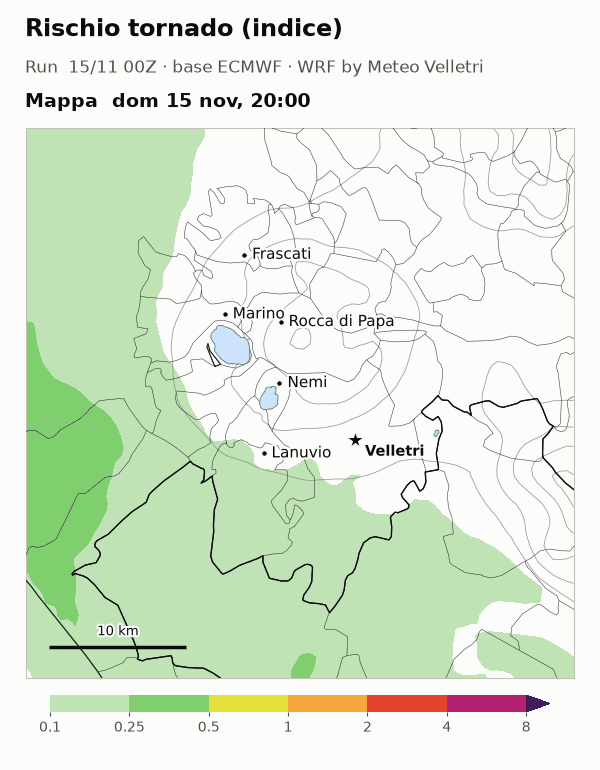 Rischio tornado (indice)
Run  15/11 00Z · base ECMWF · WRF by Meteo Velletri
Mappa  dom 15 nov, 20:00
Frascati
Marino
Rocca di Papa
Nemi
Velletri
Lanuvio
10 km
0.1 0.25 0.5 1 2 4 8